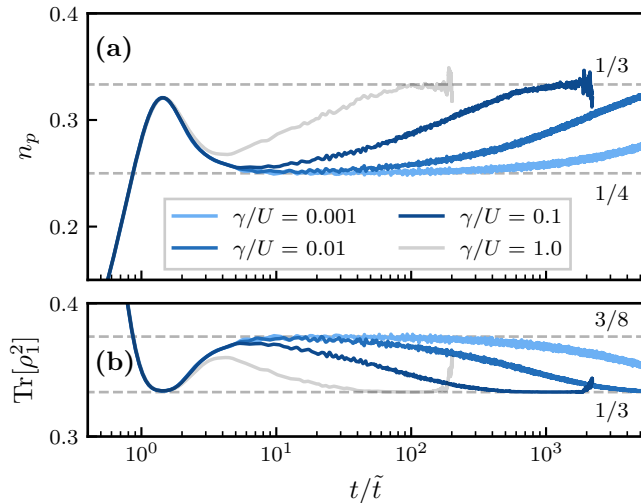 0.4
(a)
1/3
0.3
n_p
1/4
0.2
γ/U = 0.001
γ/U = 0.1
γ/U = 0.01
γ/U = 1.0
0.4
3/8
(b)
Tr[ρ̂_1^2]
1/3
0.3
10^0
10^1
10^2
10^3
t/t̃